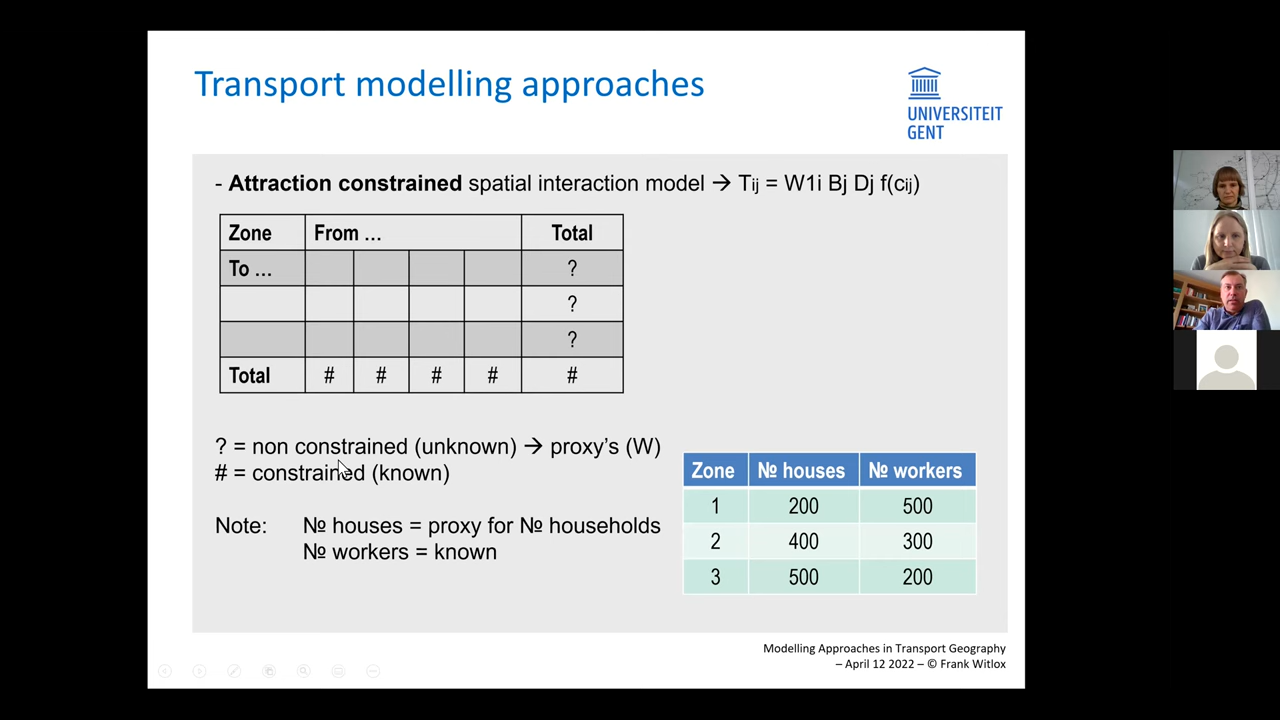 Transport modelling approaches
UNIVERSITEIT
GENT
- Attraction constrained spatial interaction model → Tij = W1i Bj Dj f(cij)
Zone From … Total
To … ?
?
?
Total # # # # #
? = non constrained (unknown) → proxy's (W)
# = constrained (known)
Note: № houses = proxy for № households
№ workers = known
Zone № houses № workers
1 200 500
2 400 300
3 500 200
Modelling Approaches in Transport Geography
– April 12 2022 – © Frank Witlox